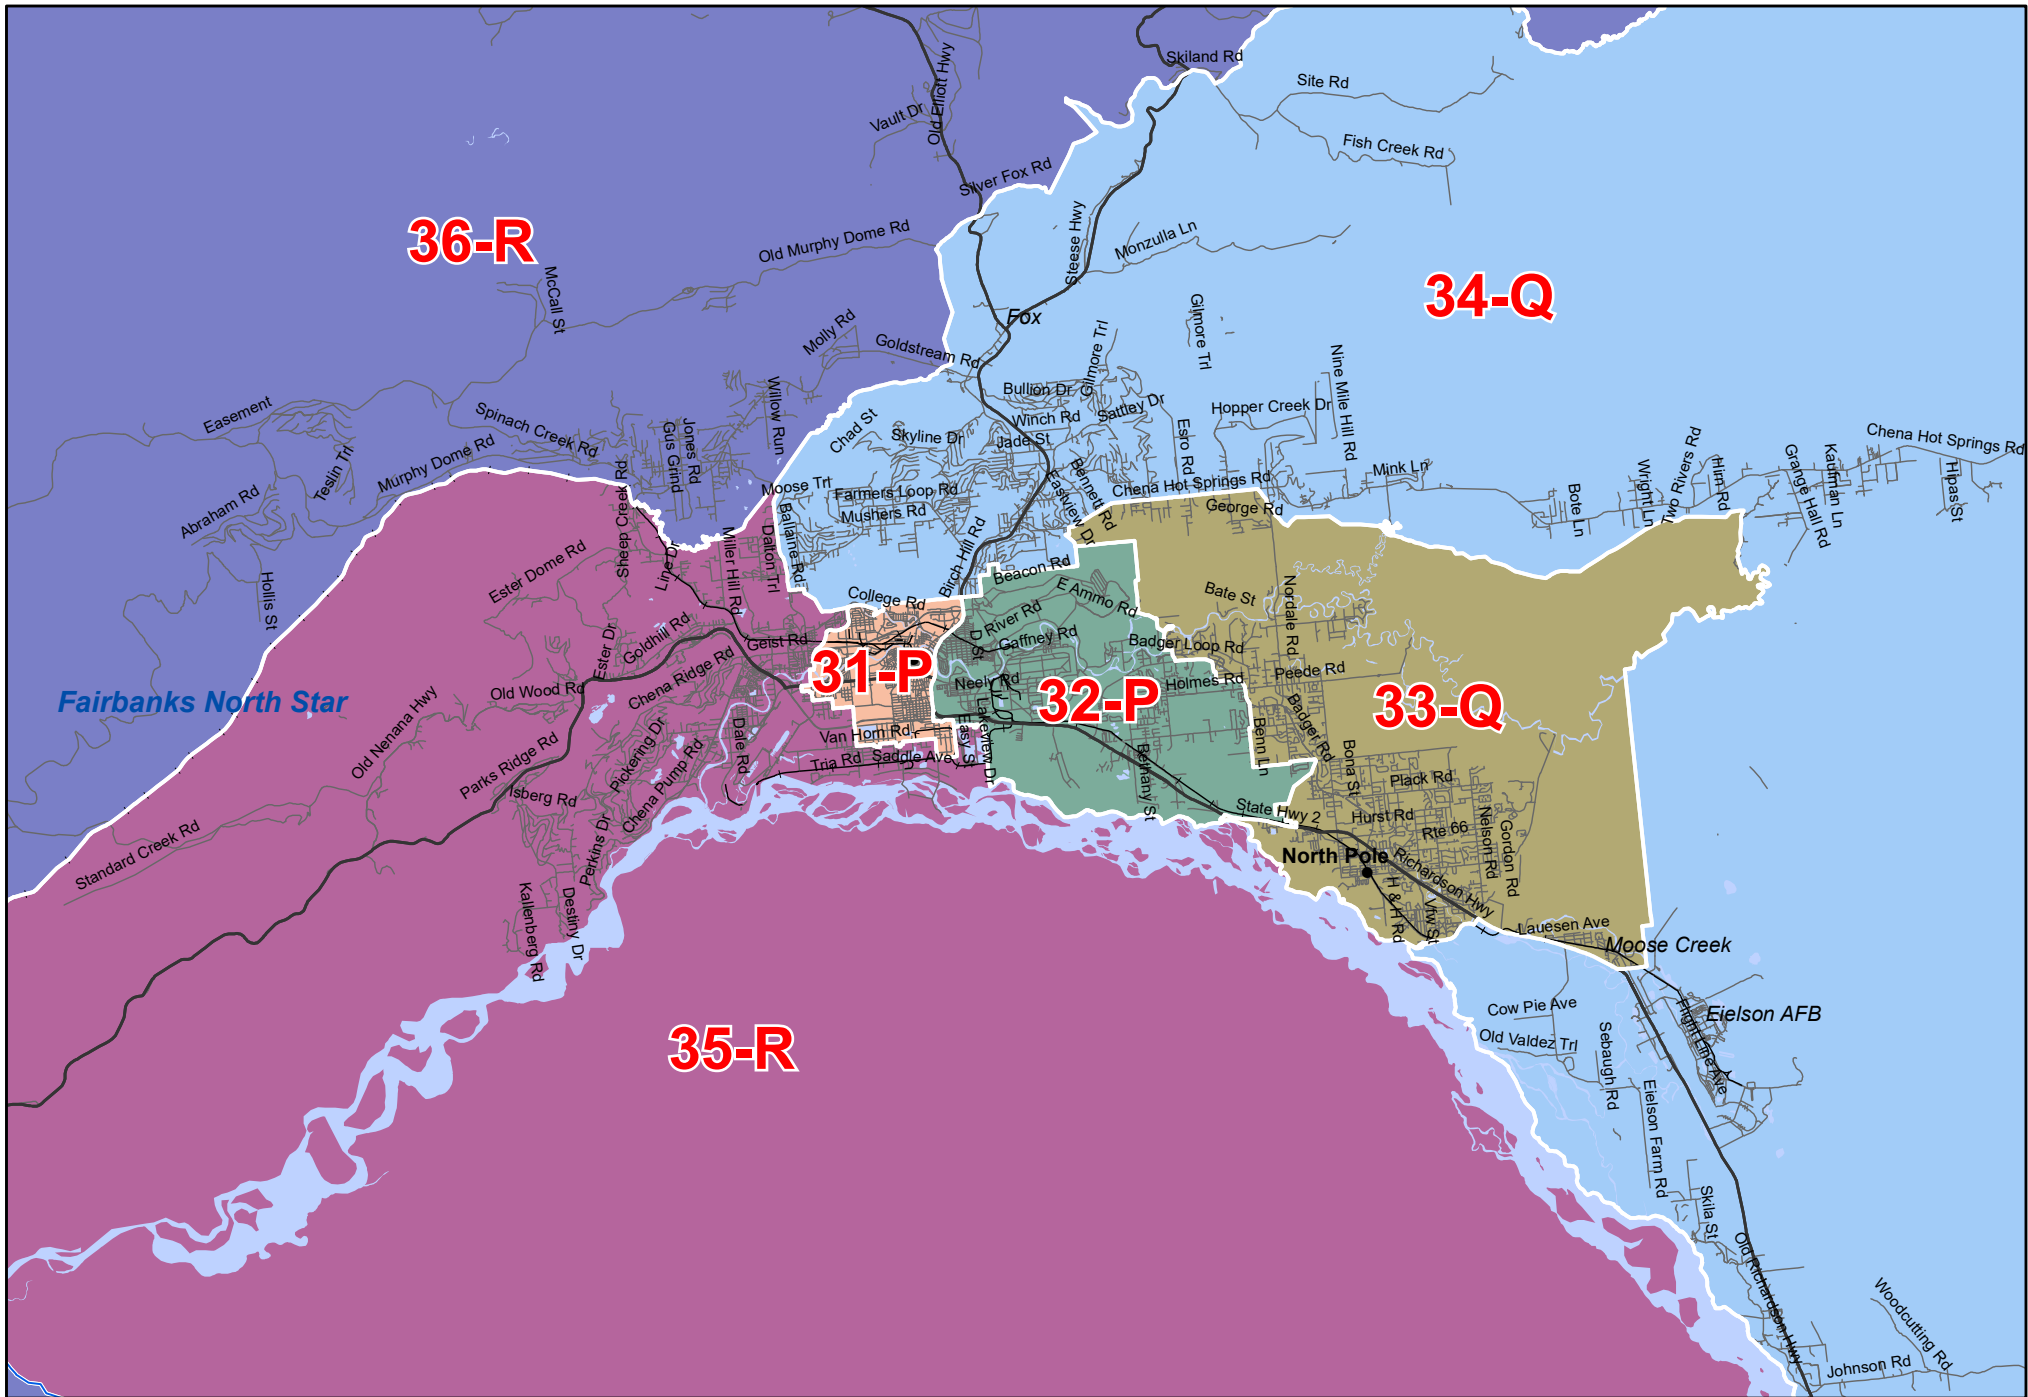 Skiland Rd
Site Rd
Old Elliott Hwy
Vault Dr
Fish Creek Rd
Silver Fox Rd
36-R
Old Murphy Dome Rd
Steese Hwy
Monzulla Ln
34-Q
McCall St
Fox
Molly Rd
Goldstream Rd
Gilmore Trl
Gilmore Trl
Nine Mile Hill Rd
Bullion Dr
Easement
Spinach Creek Rd
Jones Rd
Gus Grind
Willow Run
Chad St
Skyline Dr
Winch Rd
Sattley Dr
Jade St
Hopper Creek Dr
Esro Rd
Chena Hot Springs Rd
Teslin Trl
Murphy Dome Rd
Abraham Rd
Moose Trl
Farmers Loop Rd
Mushers Rd
Bennett Rd
Eastview Dr
Chena Hot Springs Rd
George Rd
Mink Ln
Bote Ln
Wright Ln
Two Rivers Rd
Him Rd
Grange Hall Rd
Kaufman Ln
Hipas St
Sheep Creek Rd
Line Dr
Miller Hill Rd
Dalton Trl
Ballaine Rd
Birch Hill Rd
Beacon Rd
Ester Dome Rd
Hollis St
College Rd
E Ammo Rd
Bate St
Nordale Rd
River Rd
D St
Gaffney Rd
Badger Loop Rd
Ester Dr
Goldhill Rd
Geist Rd
31-P
Chena Ridge Rd
Neely Rd
32-P
Holmes Rd
Peede Rd
33-Q
Fairbanks North Star
Old Wood Rd
Old Nenana Hwy
Parks Ridge Rd
Pickering Dr
Dale Rd
Van Horn Rd
Easy St
Lakeview Dr
Tria Rd
Saddle Ave
Bethany St
Benn Ln
Badger Rd
Bona St
Plack Rd
Isberg Rd
Chena Pump Rd
State Hwy 2
Hurst Rd
Rte 66
Nelson Rd
Gordon Rd
Standard Creek Rd
Perkins Dr
North Pole
Richardson Hwy
H & H Rd
Vfw St
Kallenberg Rd
Destiny Dr
Lauesen Ave
Moose Creek
Cow Pie Ave
Eielson AFB
Flight Line Ave
35-R
Old Valdez Trl
Sebaugh Rd
Eielson Farm Rd
Skila St
Old Richardson Hwy
Woodcutting Rd
Johnson Rd